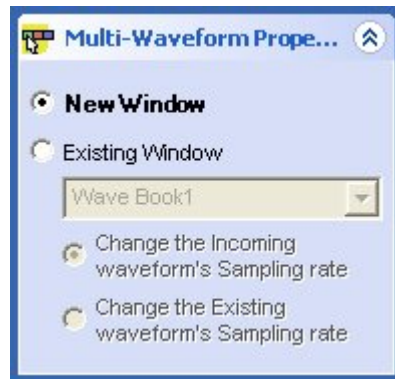 Multi-Waveform Prope...
New Window
Existing Window
Wave Book1
Change the Incoming
waveform's Sampling rate
Change the Existing
waveform's Sampling rate